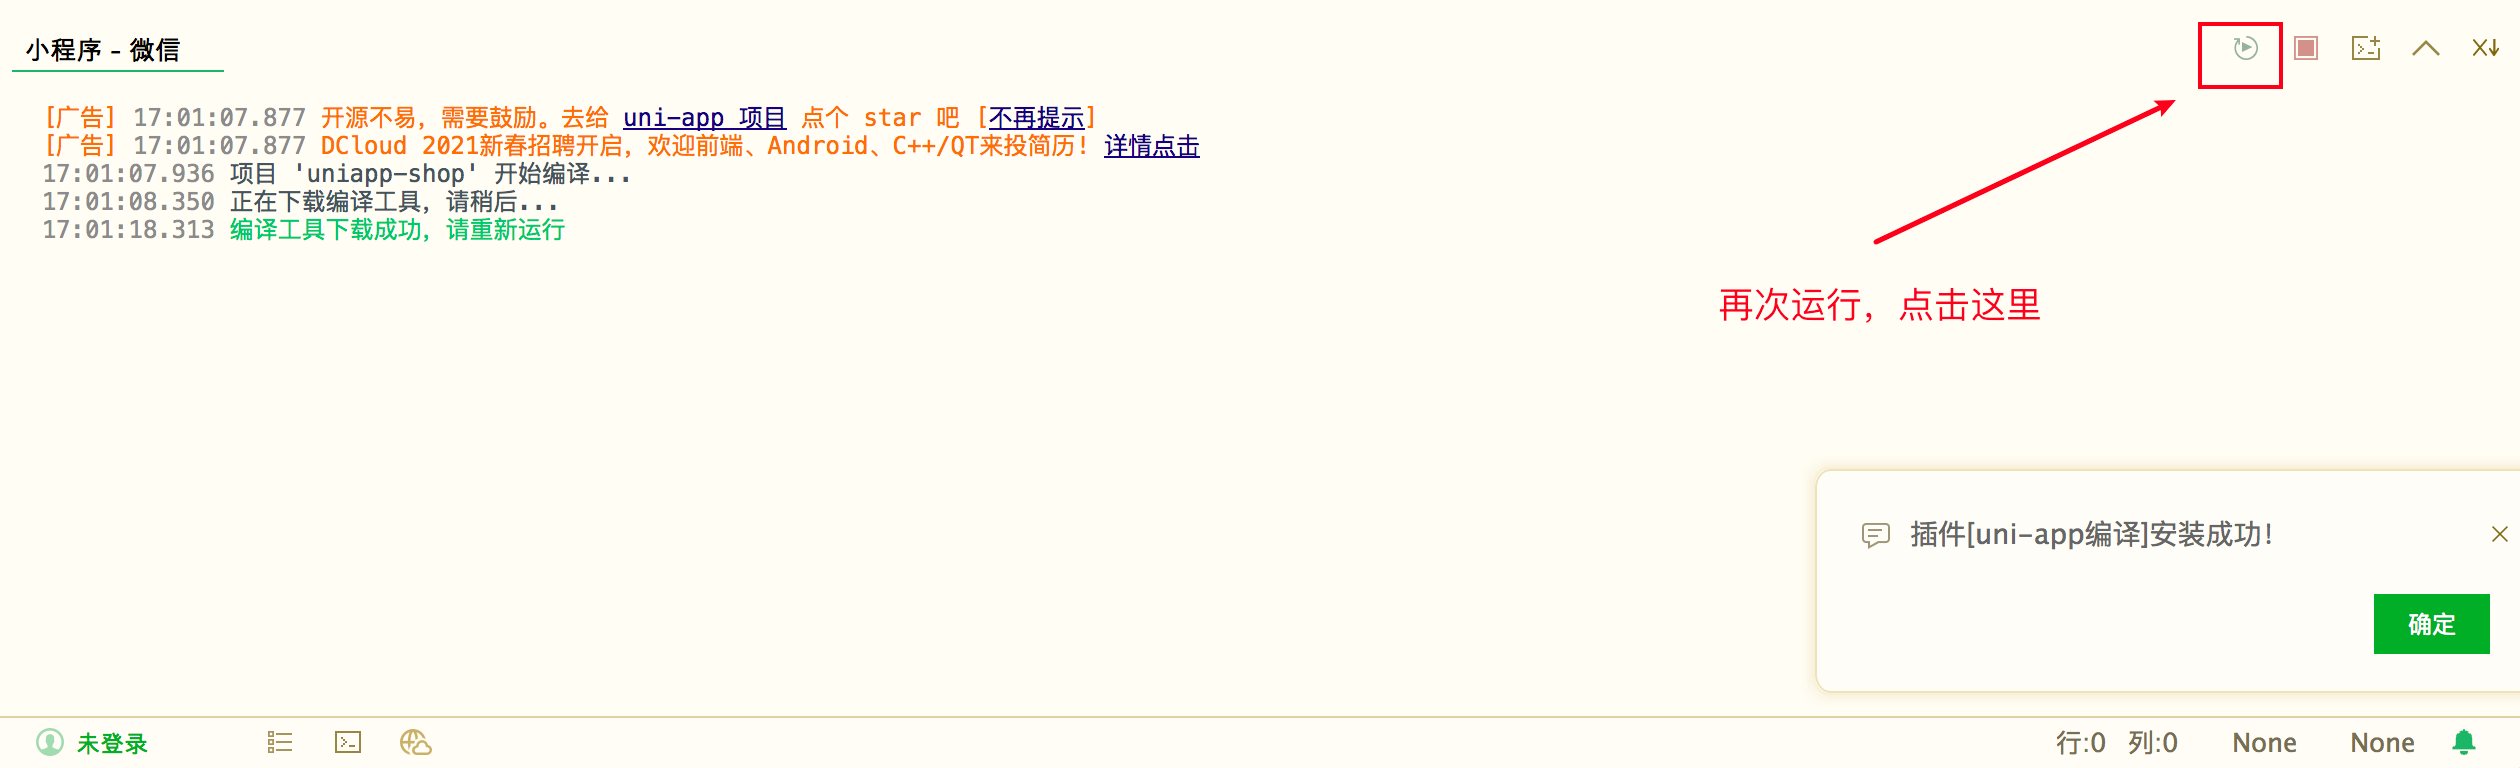 小程序 - 微信
[广告] 17:01:07.877 开源不易，需要鼓励。去给 uni-app 项目 点个 star 吧 [不再提示]
[广告] 17:01:07.877 DCloud 2021新春招聘开启，欢迎前端、Android、C++/QT来投简历！详情点击
17:01:07.936 项目 'uniapp-shop' 开始编译...
17:01:08.350 正在下载编译工具，请稍后...
17:01:18.313 编译工具下载成功，请重新运行
再次运行，点击这里
插件[uni-app编译]安装成功！
确定
未登录
行:0 列:0 None None